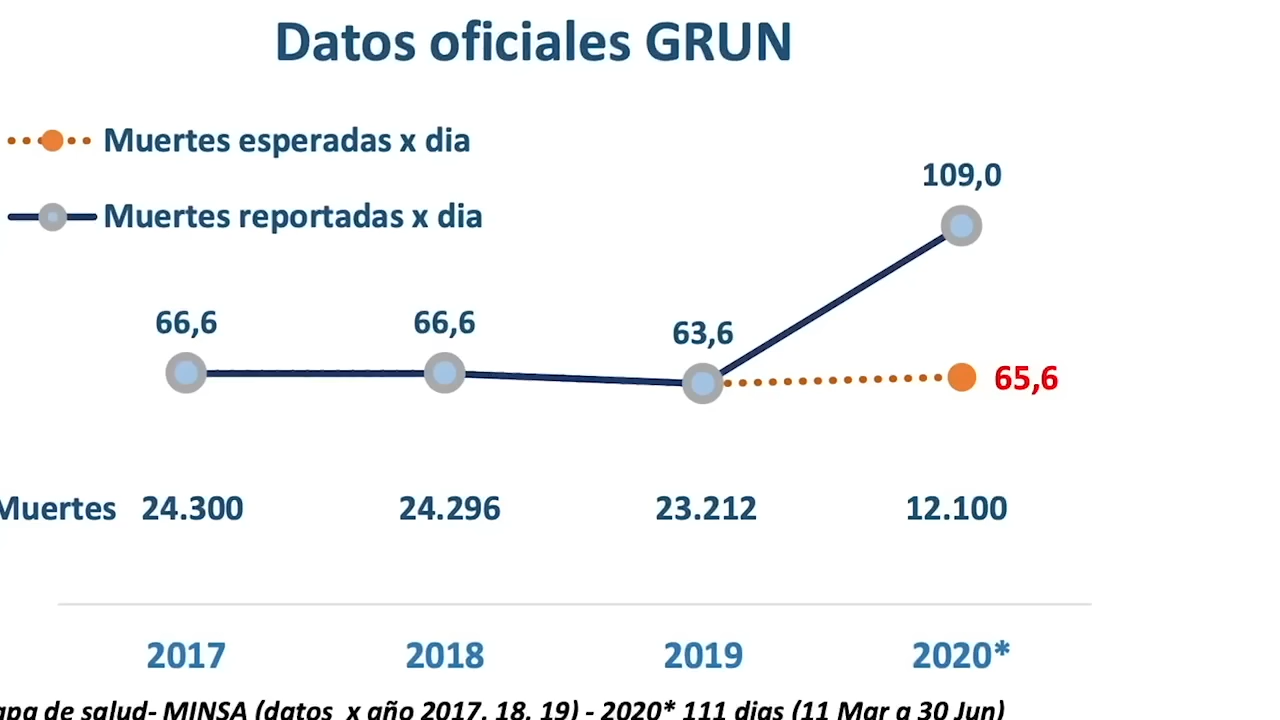 Datos oficiales GRUN
Muertes esperadas x dia
109,0
Muertes reportadas x dia
66,6 66,6 63,6
65,6
Muertes 24.300 24.296 23.212 12.100
2017 2018 2019 2020*
de salud- MINSA (datos x año 2017, 18, 19) - 2020* 111 dias (11 Mar a 30 Jun)